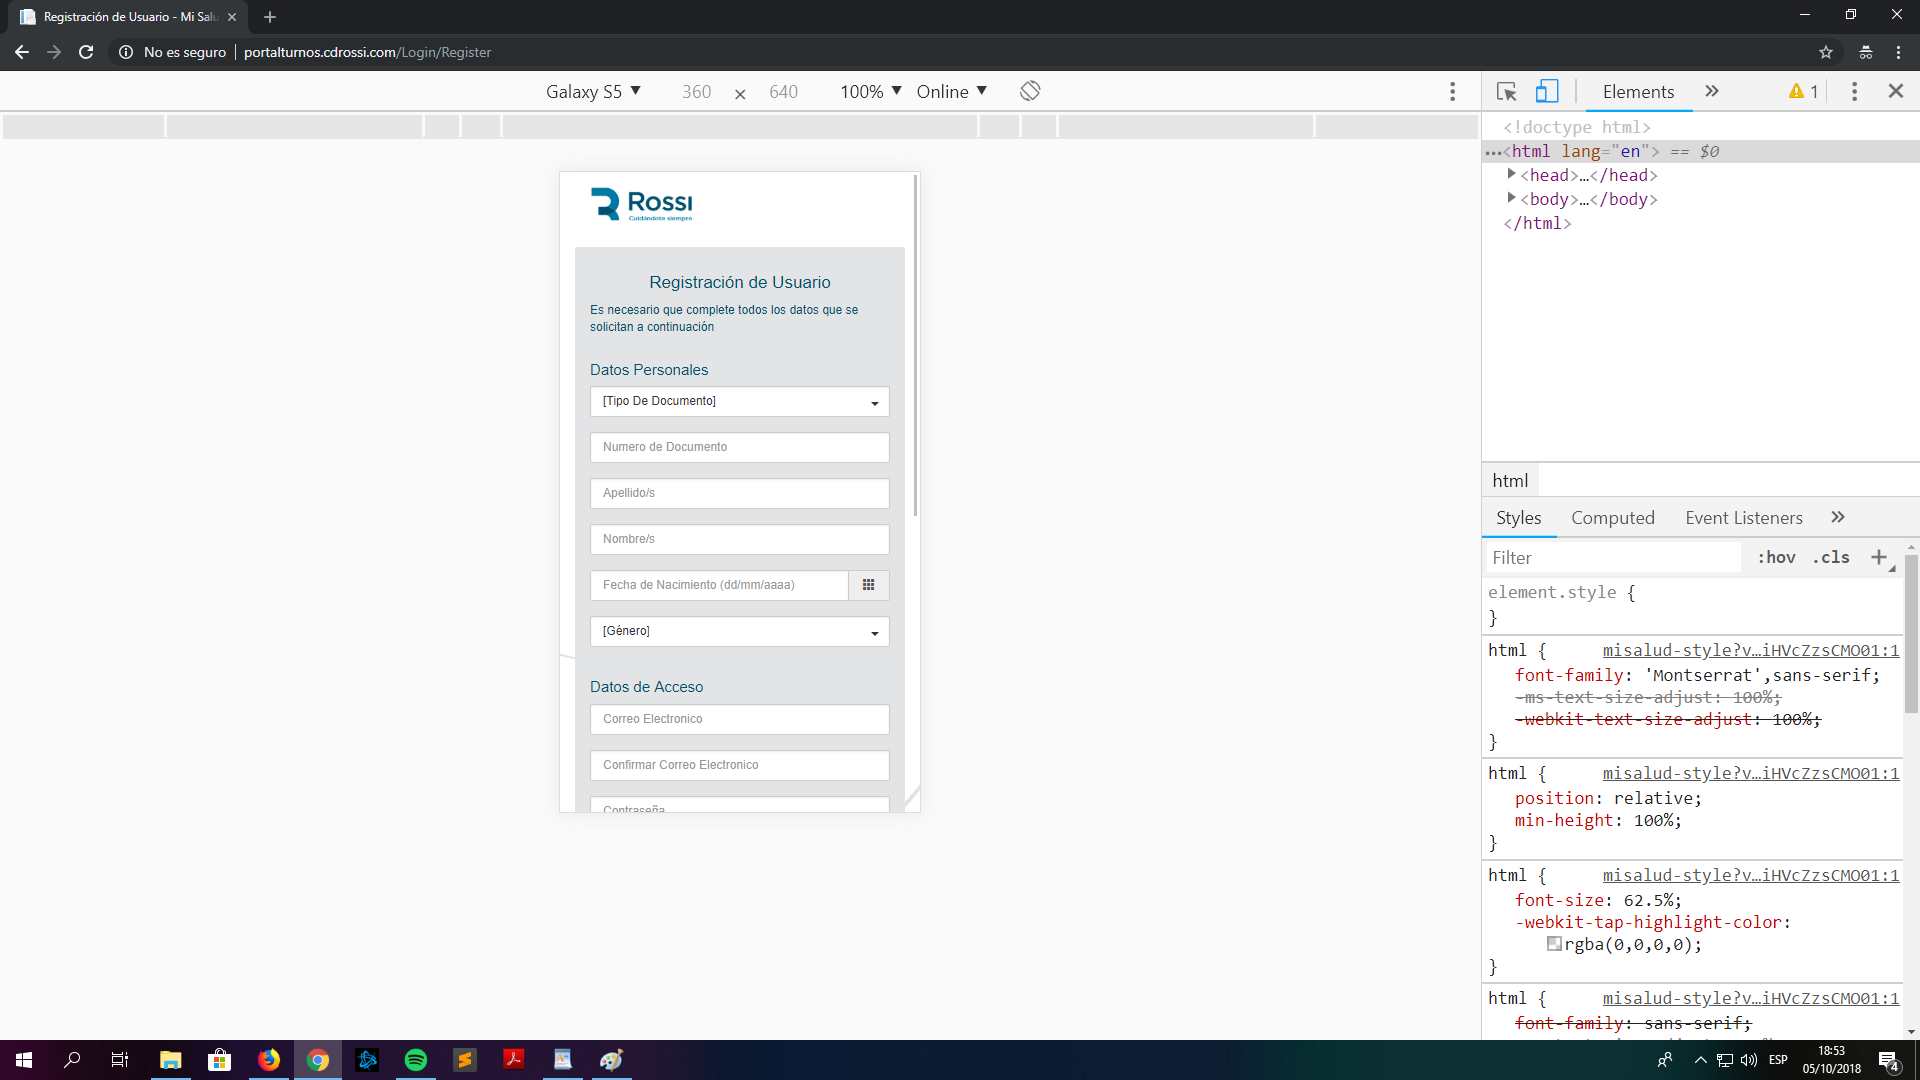 Registración de Usuario - Mi Salu
No es seguro | portalturnos.cdrossi.com/Login/Register
Galaxy S5 ▼ 360 × 640 100% ▼ Online ▼
Elements » 1
<!doctype html>
…<html lang="en"> == $0
<head>…</head>
<body>…</body>
</html>
Rossi
Cuidándote siempre
Registración de Usuario
Es necesario que complete todos los datos que se
solicitan a continuación
Datos Personales
[Tipo De Documento]
Numero de Documento
Apellido/s
Nombre/s
Fecha de Nacimiento (dd/mm/aaaa)
[Género]
Datos de Acceso
Correo Electronico
Confirmar Correo Electronico
Contraseña
html
Styles Computed Event Listeners »
Filter :hov .cls +
element.style {
}
html { misalud-style?v…iHVcZzsCMO01:1
font-family: 'Montserrat',sans-serif;
-ms-text-size-adjust: 100%;
-webkit-text-size-adjust: 100%;
}
html { misalud-style?v…iHVcZzsCMO01:1
position: relative;
min-height: 100%;
}
html { misalud-style?v…iHVcZzsCMO01:1
font-size: 62.5%;
-webkit-tap-highlight-color:
rgba(0,0,0,0);
}
html { misalud-style?v…iHVcZzsCMO01:1
font-family: sans-serif;
ESP
18:53
05/10/2018
4